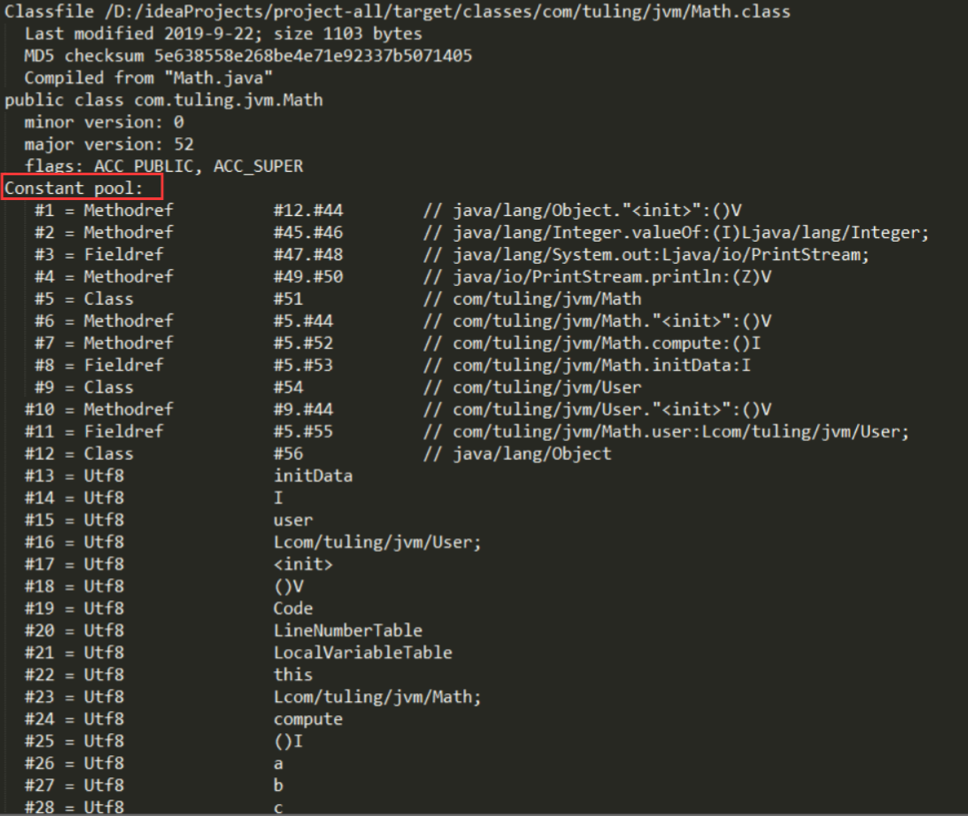 Classfile /D:/ideaProjects/project-all/target/classes/com/tuling/jvm/Math.class
  Last modified 2019-9-22; size 1103 bytes
  MD5 checksum 5e638558e268be4e71e92337b5071405
  Compiled from "Math.java"
public class com.tuling.jvm.Math
  minor version: 0
  major version: 52
  flags: ACC_PUBLIC, ACC_SUPER
Constant pool:
   #1 = Methodref          #12.#44        // java/lang/Object."<init>":()V
   #2 = Methodref          #45.#46        // java/lang/Integer.valueOf:(I)Ljava/lang/Integer;
   #3 = Fieldref           #47.#48        // java/lang/System.out:Ljava/io/PrintStream;
   #4 = Methodref          #49.#50        // java/io/PrintStream.println:(Z)V
   #5 = Class              #51            // com/tuling/jvm/Math
   #6 = Methodref          #5.#44         // com/tuling/jvm/Math."<init>":()V
   #7 = Methodref          #5.#52         // com/tuling/jvm/Math.compute:()I
   #8 = Fieldref           #5.#53         // com/tuling/jvm/Math.initData:I
   #9 = Class              #54            // com/tuling/jvm/User
  #10 = Methodref          #9.#44         // com/tuling/jvm/User."<init>":()V
  #11 = Fieldref           #5.#55         // com/tuling/jvm/Math.user:Lcom/tuling/jvm/User;
  #12 = Class              #56            // java/lang/Object
  #13 = Utf8               initData
  #14 = Utf8               I
  #15 = Utf8               user
  #16 = Utf8               Lcom/tuling/jvm/User;
  #17 = Utf8               <init>
  #18 = Utf8               ()V
  #19 = Utf8               Code
  #20 = Utf8               LineNumberTable
  #21 = Utf8               LocalVariableTable
  #22 = Utf8               this
  #23 = Utf8               Lcom/tuling/jvm/Math;
  #24 = Utf8               compute
  #25 = Utf8               ()I
  #26 = Utf8               a
  #27 = Utf8               b
  #28 = Utf8               c